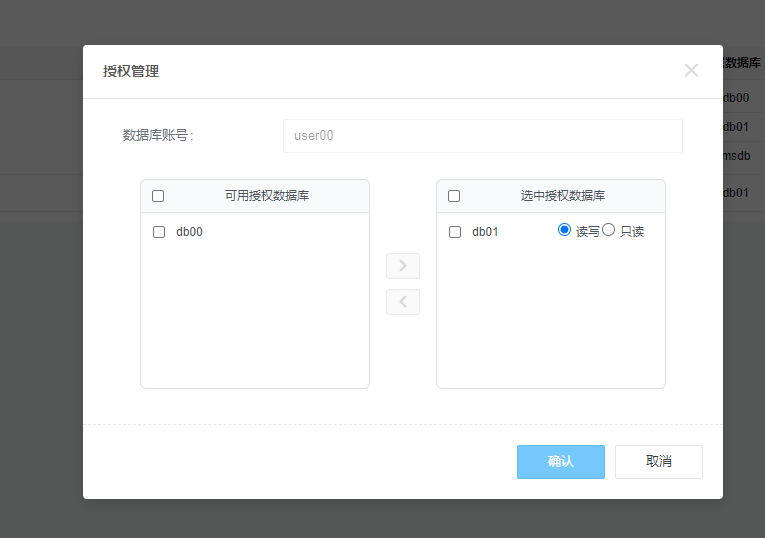 授权管理
数据库账号：
user00
可用授权数据库
db00
选中授权数据库
db01 读写 只读
确认
取消
数据库
db00
db01
msdb
db01